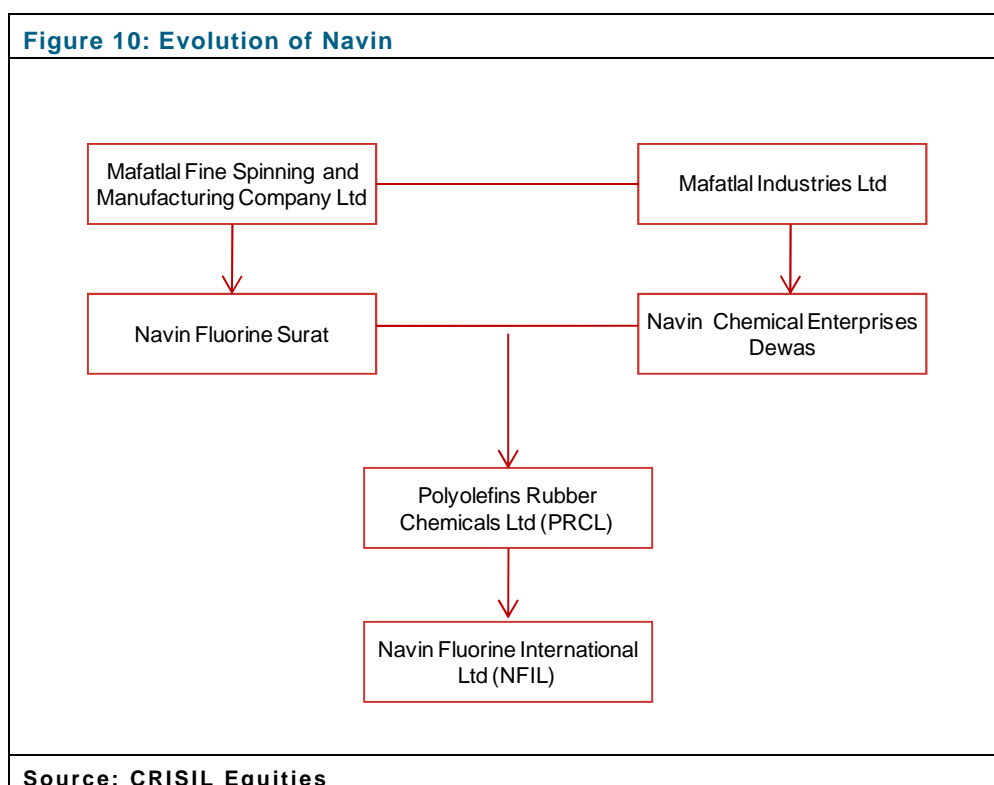 Figure 10: Evolution of Navin
Mafatlal Fine Spinning and
Manufacturing Company Ltd
Mafatlal Industries Ltd
Navin Fluorine Surat
Navin Chemical Enterprises
Dewas
Polyolefins Rubber
Chemicals Ltd (PRCL)
Navin Fluorine International
Ltd (NFIL)
Source: CRISIL Equities